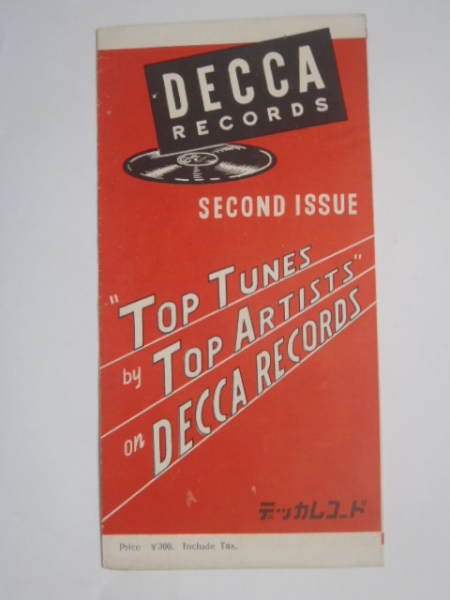 DECCA
RECORDS
SECOND ISSUE
"TOP TUNES
by TOP ARTISTS"
on DECCA RECORDS
デッカレコード
Price ¥300. Include Tax.